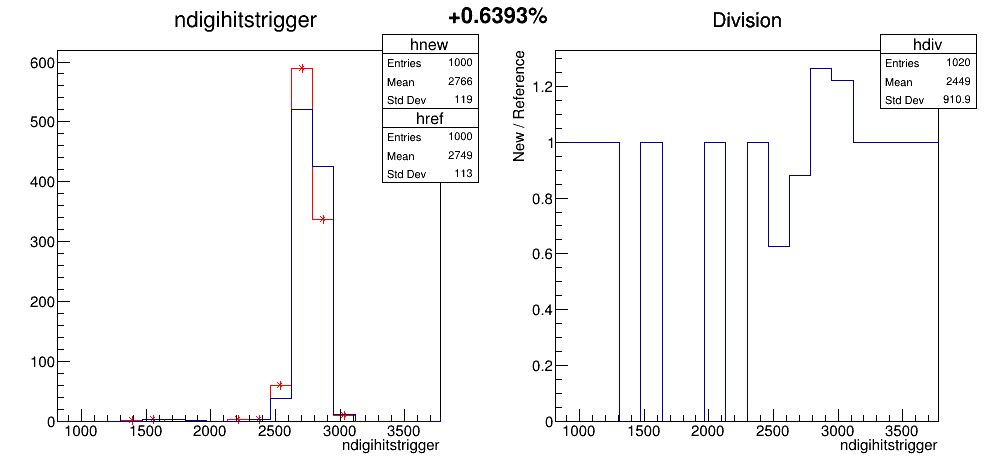 ndigihitstrigger
+0.6393%
Division
hnew
Entries 1000
Mean 2766
Std Dev 119
href
Entries 1000
Mean 2749
Std Dev 113
600
500
400
300
200
100
0
1000 1500 2000 2500 3000 3500
ndigihitstrigger
hdiv
Entries 1020
Mean 2449
Std Dev 910.9
New / Reference
1.2
1
0.8
0.6
0.4
0.2
0
1000 1500 2000 2500 3000 3500
ndigihitstrigger